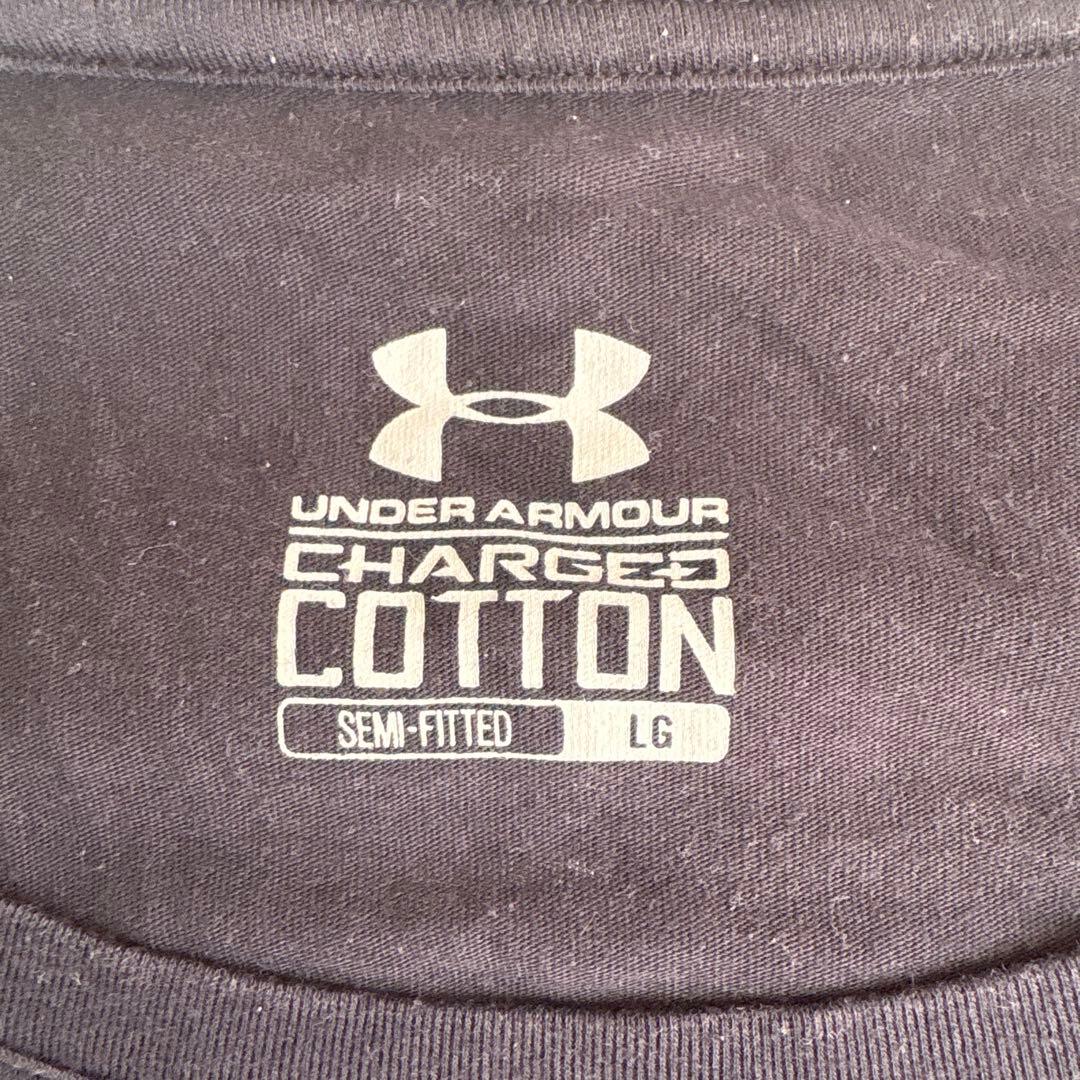 UNDER ARMOUR
CHARGED
COTTON
SEMI-FITTED LG